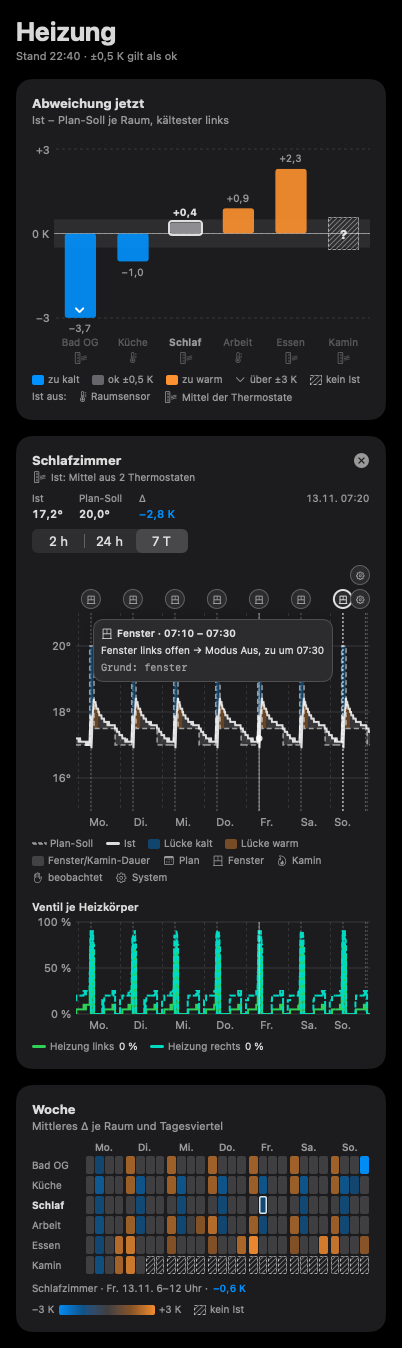 Heizung
Stand 22:40 · ±0,5 K gilt als ok
Abweichung jetzt
Ist – Plan-Soll je Raum, kältester links
+3
0 K
−3
−3,7
−1,0
+0,4
+0,9
+2,3
?
Bad OG Küche Schlaf Arbeit Essen Kamin
zu kalt ok ±0,5 K zu warm über ±3 K kein Ist
Ist aus: Raumsensor Mittel der Thermostate
Schlafzimmer
Ist: Mittel aus 2 Thermostaten
Ist Plan-Soll Δ 13.11. 07:20
17,2° 20,0° −2,8 K
2 h 24 h 7 T
Fenster · 07:10 – 07:30
Fenster links offen → Modus Aus, zu um 07:30
Grund: fenster
20°
18°
16°
Mo. Di. Mi. Do. Fr. Sa. So.
Plan-Soll Ist Lücke kalt Lücke warm
Fenster/Kamin-Dauer Plan Fenster Kamin
beobachtet System
Ventil je Heizkörper
100 %
50 %
0 %
Mo. Di. Mi. Do. Fr. Sa. So.
Heizung links 0 % Heizung rechts 0 %
Woche
Mittleres Δ je Raum und Tagesviertel
Mo. Di. Mi. Do. Fr. Sa. So.
Bad OG
Küche
Schlaf
Arbeit
Essen
Kamin
Schlafzimmer · Fr. 13.11. 6–12 Uhr · −0,6 K
−3 K +3 K kein Ist